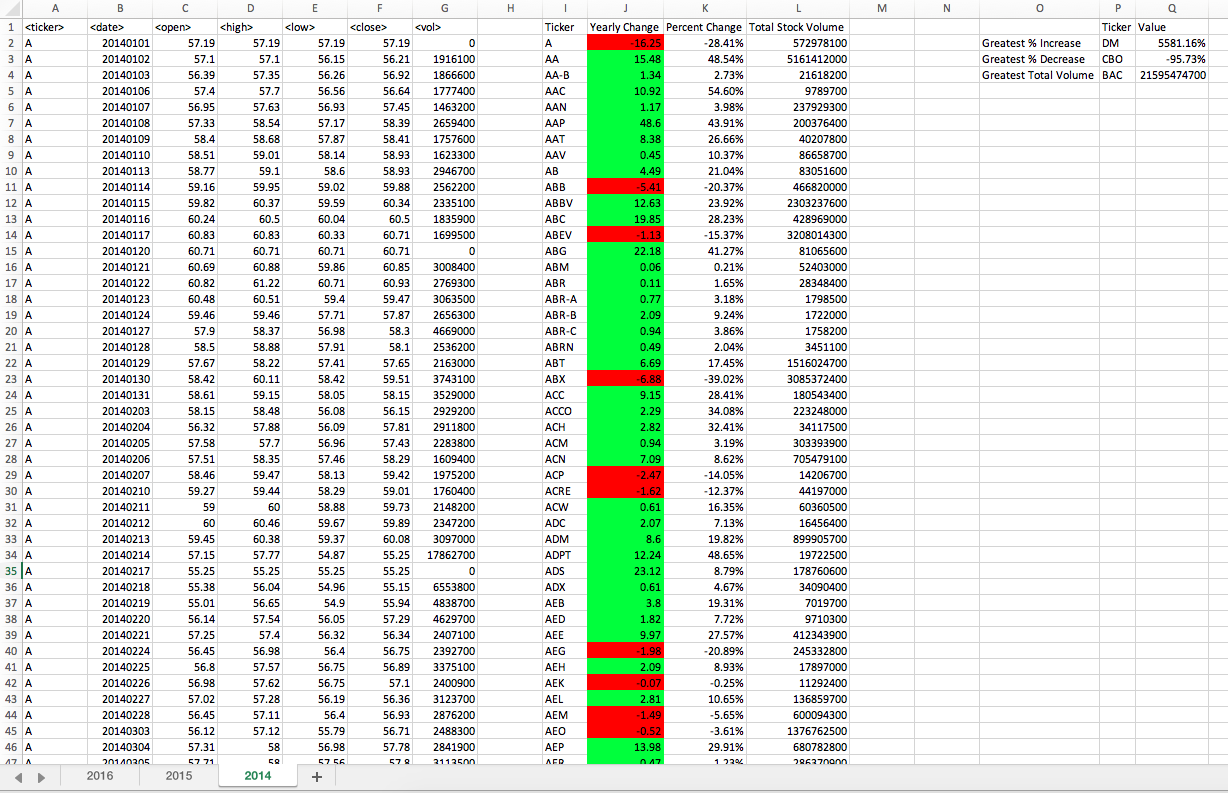 A B C D E F G H I J K L M N O P Q
1 <ticker> <date> <open> <high> <low> <close> <vol> Ticker Yearly Change Percent Change Total Stock Volume Ticker Value
2 A 20140101 57.19 57.19 57.19 57.19 0 A -16.25 -28.41% 572978100 Greatest % Increase DM 5581.16%
3 A 20140102 57.1 57.1 56.15 56.21 1916100 AA 15.48 48.54% 5161412000 Greatest % Decrease CBO -95.73%
4 A 20140103 56.39 57.35 56.26 56.92 1866600 AA-B 1.34 2.73% 21618200 Greatest Total Volume BAC 21595474700
5 A 20140106 57.4 57.7 56.56 56.64 1777400 AAC 10.92 54.60% 9789700
6 A 20140107 56.95 57.63 56.93 57.45 1463200 AAN 1.17 3.98% 237929300
7 A 20140108 57.33 58.54 57.17 58.39 2659400 AAP 48.6 43.91% 200376400
8 A 20140109 58.4 58.68 57.87 58.41 1757600 AAT 8.38 26.66% 40207800
9 A 20140110 58.51 59.01 58.14 58.93 1623300 AAV 0.45 10.37% 86658700
10 A 20140113 58.77 59.1 58.6 58.93 2946700 AB 4.49 21.04% 83051600
11 A 20140114 59.16 59.95 59.02 59.88 2562200 ABB -5.41 -20.37% 466820000
12 A 20140115 59.82 60.37 59.59 60.34 2335100 ABBV 12.63 23.92% 2303237600
13 A 20140116 60.24 60.5 60.04 60.5 1835900 ABC 19.85 28.23% 428969000
14 A 20140117 60.83 60.83 60.33 60.71 1699500 ABEV -1.13 -15.37% 3208014300
15 A 20140120 60.71 60.71 60.71 60.71 0 ABG 22.18 41.27% 81065600
16 A 20140121 60.69 60.88 59.86 60.85 3008400 ABM 0.06 0.21% 52403000
17 A 20140122 60.82 61.22 60.71 60.93 2769300 ABR 0.11 1.65% 28348400
18 A 20140123 60.48 60.51 59.4 59.47 3063500 ABR-A 0.77 3.18% 1798500
19 A 20140124 59.46 59.46 57.71 57.87 2656300 ABR-B 2.09 9.24% 1722000
20 A 20140127 57.9 58.37 56.98 58.3 4669000 ABR-C 0.94 3.86% 1758200
21 A 20140128 58.5 58.88 57.91 58.1 2536200 ABRN 0.49 2.04% 3451100
22 A 20140129 57.67 58.22 57.41 57.65 2163000 ABT 6.69 17.45% 1516024700
23 A 20140130 58.42 60.11 58.42 59.51 3743100 ABX -6.88 -39.02% 3085372400
24 A 20140131 58.61 59.15 58.05 58.15 3529000 ACC 9.15 28.41% 180543400
25 A 20140203 58.15 58.48 56.08 56.15 2929200 ACCO 2.29 34.08% 223248000
26 A 20140204 56.32 57.88 56.09 57.81 2911800 ACH 2.82 32.41% 34117500
27 A 20140205 57.58 57.7 56.96 57.43 2283800 ACM 0.94 3.19% 303393900
28 A 20140206 57.51 58.35 57.46 58.29 1609400 ACN 7.09 8.62% 705479100
29 A 20140207 58.46 59.47 58.13 59.42 1975200 ACP -2.47 -14.05% 14206700
30 A 20140210 59.27 59.44 58.29 59.01 1760400 ACRE -1.62 -12.37% 44197000
31 A 20140211 59 60 58.88 59.73 2148200 ACW 0.61 16.35% 60360500
32 A 20140212 60 60.46 59.67 59.89 2347200 ADC 2.07 7.13% 16456400
33 A 20140213 59.45 60.38 59.37 60.08 3097000 ADM 8.6 19.82% 899905700
34 A 20140214 57.15 57.77 54.87 55.25 17862700 ADPT 12.24 48.65% 19722500
35 A 20140217 55.25 55.25 55.25 55.25 0 ADS 23.12 8.79% 178760600
36 A 20140218 55.38 56.04 54.96 55.15 6553800 ADX 0.61 4.67% 34090400
37 A 20140219 55.01 56.65 54.9 55.94 4838700 AEB 3.8 19.31% 7019700
38 A 20140220 56.14 57.54 56.05 57.29 4629700 AED 1.82 7.72% 9710300
39 A 20140221 57.25 57.4 56.32 56.34 2407100 AEE 9.97 27.57% 412343900
40 A 20140224 56.45 56.98 56.4 56.75 2392700 AEG -1.98 -20.89% 245332800
41 A 20140225 56.8 57.57 56.75 56.89 3375100 AEH 2.09 8.93% 17897000
42 A 20140226 56.98 57.62 56.75 57.1 2400900 AEK -0.07 -0.25% 11292400
43 A 20140227 57.02 57.28 56.19 56.36 3123700 AEL 2.81 10.65% 136859700
44 A 20140228 56.45 57.11 56.4 56.93 2876200 AEM -1.49 -5.65% 600094300
45 A 20140303 56.12 57.12 55.79 56.71 2488300 AEO -0.52 -3.61% 1376762500
46 A 20140304 57.31 58 56.98 57.78 2841900 AEP 13.98 29.91% 680782800
47 A 20140305 57.71 58 57.56 57.8 3113500 AER 0.47 1.23% 286370900
2016 2015 2014